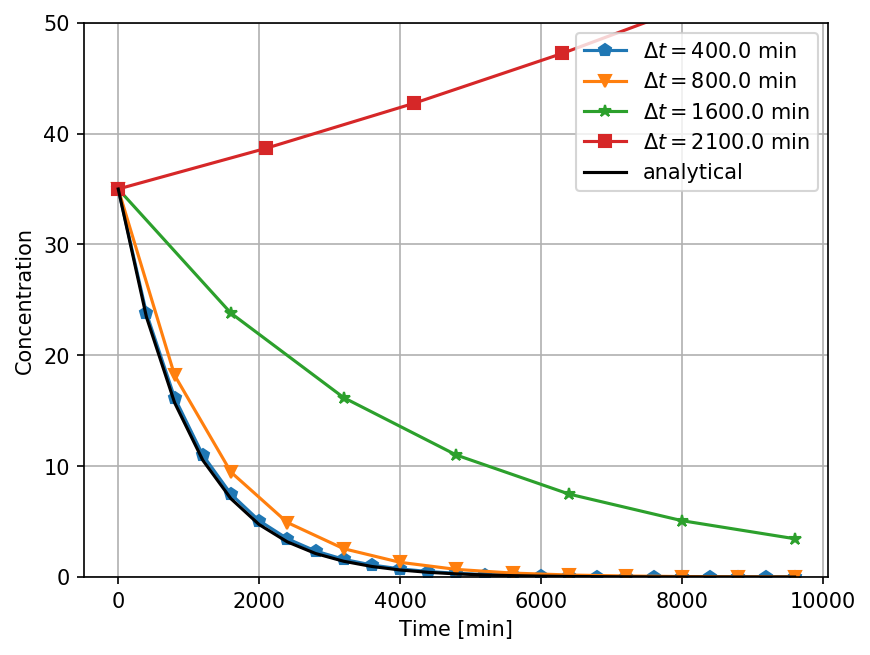 50
40
30
20
10
0
Concentration
Δt = 400.0 min
Δt = 800.0 min
Δt = 1600.0 min
Δt = 2100.0 min
analytical
0 2000 4000 6000 8000 10000
Time [min]